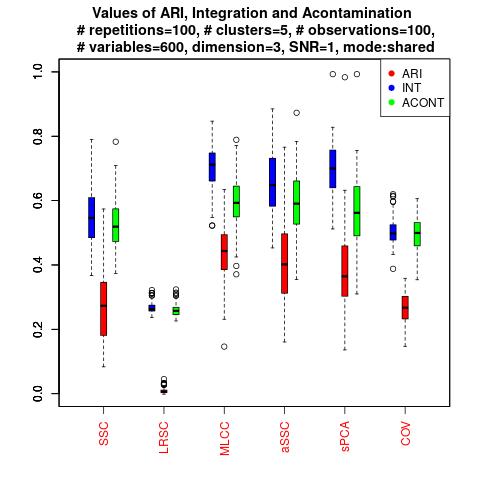 Values of ARI, Integration and Acontamination
# repetitions=100, # clusters=5, # observations=100,
# variables=600, dimension=3, SNR=1, mode:shared
ARI
INT
ACONT
1.0
0.8
0.6
0.4
0.2
0.0
SSC
LRSC
MLCC
aSSC
sPCA
COV